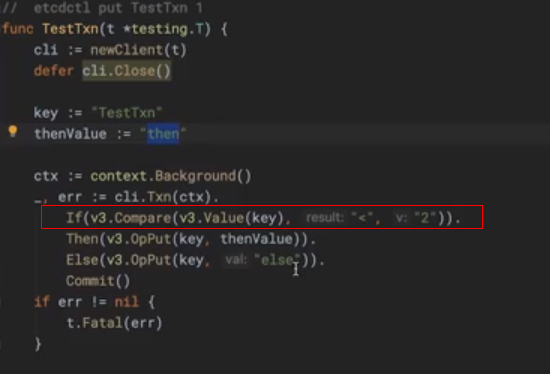 // etcdctl put TestTxn 1
func TestTxn(t *testing.T) {
cli := newClient(t)
defer cli.Close()
key := "TestTxn"
thenValue := "then"
ctx := context.Background()
_, err := cli.Txn(ctx).
If(v3.Compare(v3.Value(key), result: "<", v: "2")).
Then(v3.OpPut(key, thenValue)).
Else(v3.OpPut(key, val: "else")).
Commit()
if err != nil {
t.Fatal(err)
}